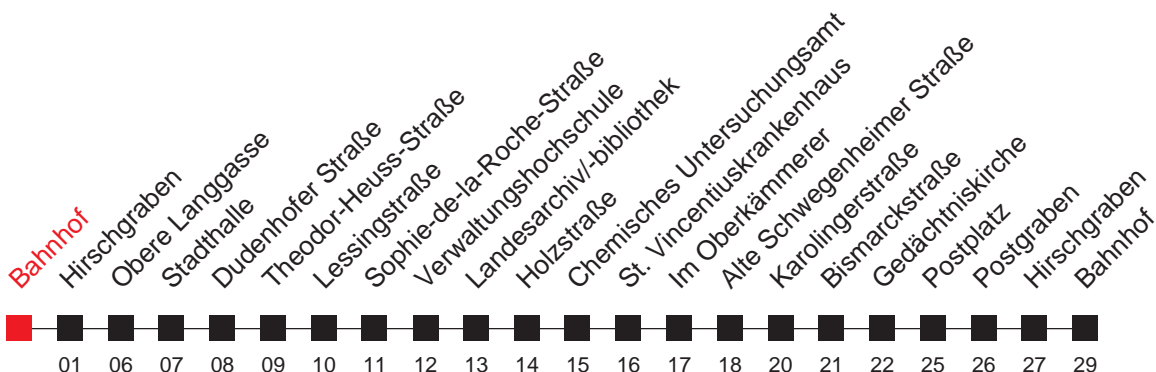 Bahnhof
Hirschgraben
Obere Langgasse
Stadthalle
Dudenhofer Straße
Theodor-Heuss-Straße
Lessingstraße
Sophie-de-la-Roche-Straße
Verwaltungshochschule
Landesarchiv/-bibliothek
Holzstraße
Chemisches Untersuchungsamt
St. Vincentiuskrankenhaus
Im Oberkämmerer
Alte Schwegenheimer Straße
Karolingerstraße
Bismarckstraße
Gedächtniskirche
Postplatz
Postgraben
Hirschgraben
Bahnhof
01 06 07 08 09 10 11 12 13 14 15 16 17 18 20 21 22 25 26 27 29